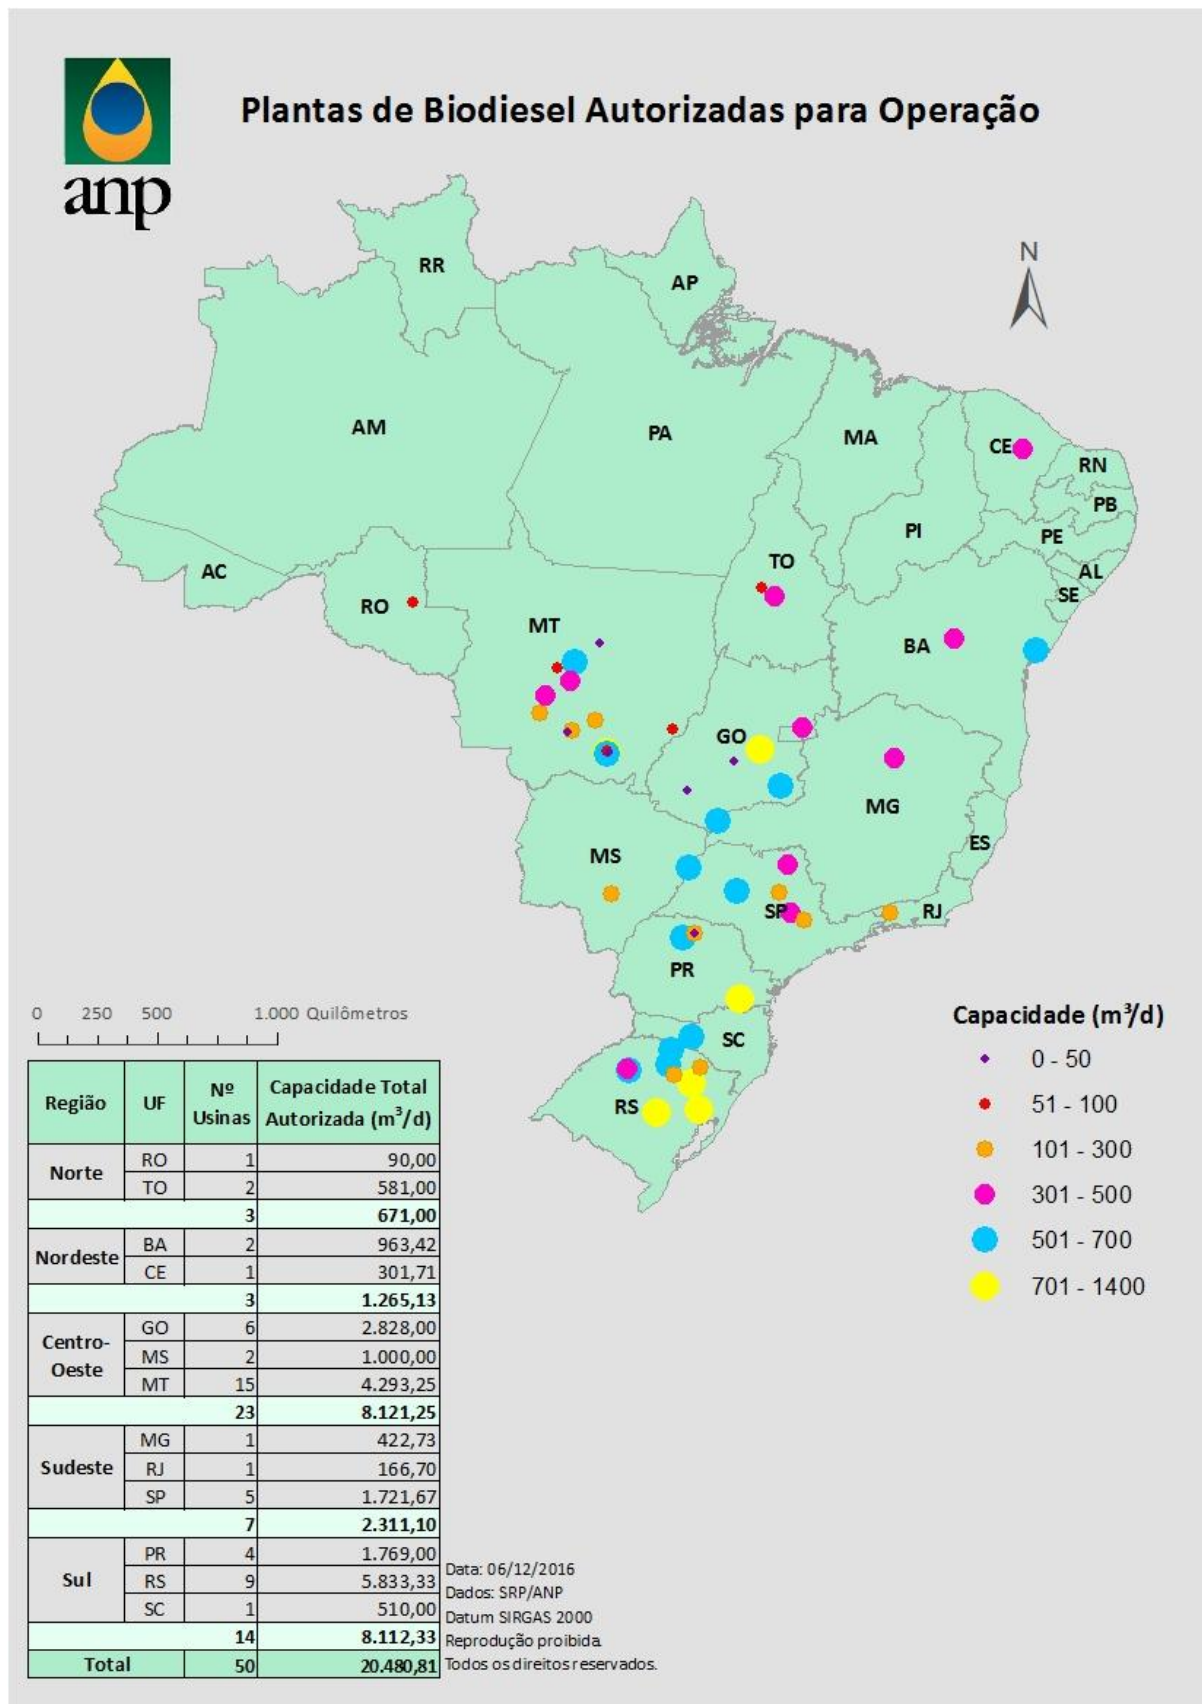 Plantas de Biodiesel Autorizadas para Operação
anp
N
RR
AP
AM
PA
MA
CE
RN
PB
PI
PE
AL
SE
AC
RO
TO
MT
BA
GO
MG
ES
MS
SP
RJ
PR
SC
RS
0 250 500 1.000 Quilômetros
Capacidade (m³/d)
0 - 50
51 - 100
101 - 300
301 - 500
501 - 700
701 - 1400
Região UF Nº Usinas Capacidade Total Autorizada (m³/d)
Norte RO 1 90,00
TO 2 581,00
3 671,00
Nordeste BA 2 963,42
CE 1 301,71
3 1.265,13
Centro-Oeste GO 6 2.828,00
MS 2 1.000,00
MT 15 4.293,25
23 8.121,25
Sudeste MG 1 422,73
RJ 1 166,70
SP 5 1.721,67
7 2.311,10
Sul PR 4 1.769,00
RS 9 5.833,33
SC 1 510,00
14 8.112,33
Total 50 20.480,81
Data: 06/12/2016
Dados: SRP/ANP
Datum SIRGAS 2000
Reprodução proibida.
Todos os direitos reservados.